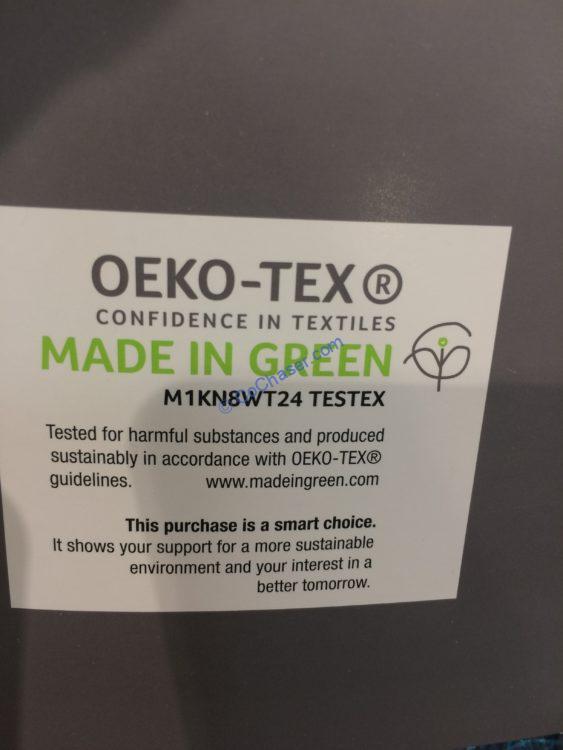 OEKO-TEX®
CONFIDENCE IN TEXTILES
MADE IN GREEN
M1KN8WT24 TESTEX
© CoChaser.com
Tested for harmful substances and produced
sustainably in accordance with OEKO-TEX®
guidelines. www.madeingreen.com
This purchase is a smart choice.
It shows your support for a more sustainable
environment and your interest in a
better tomorrow.